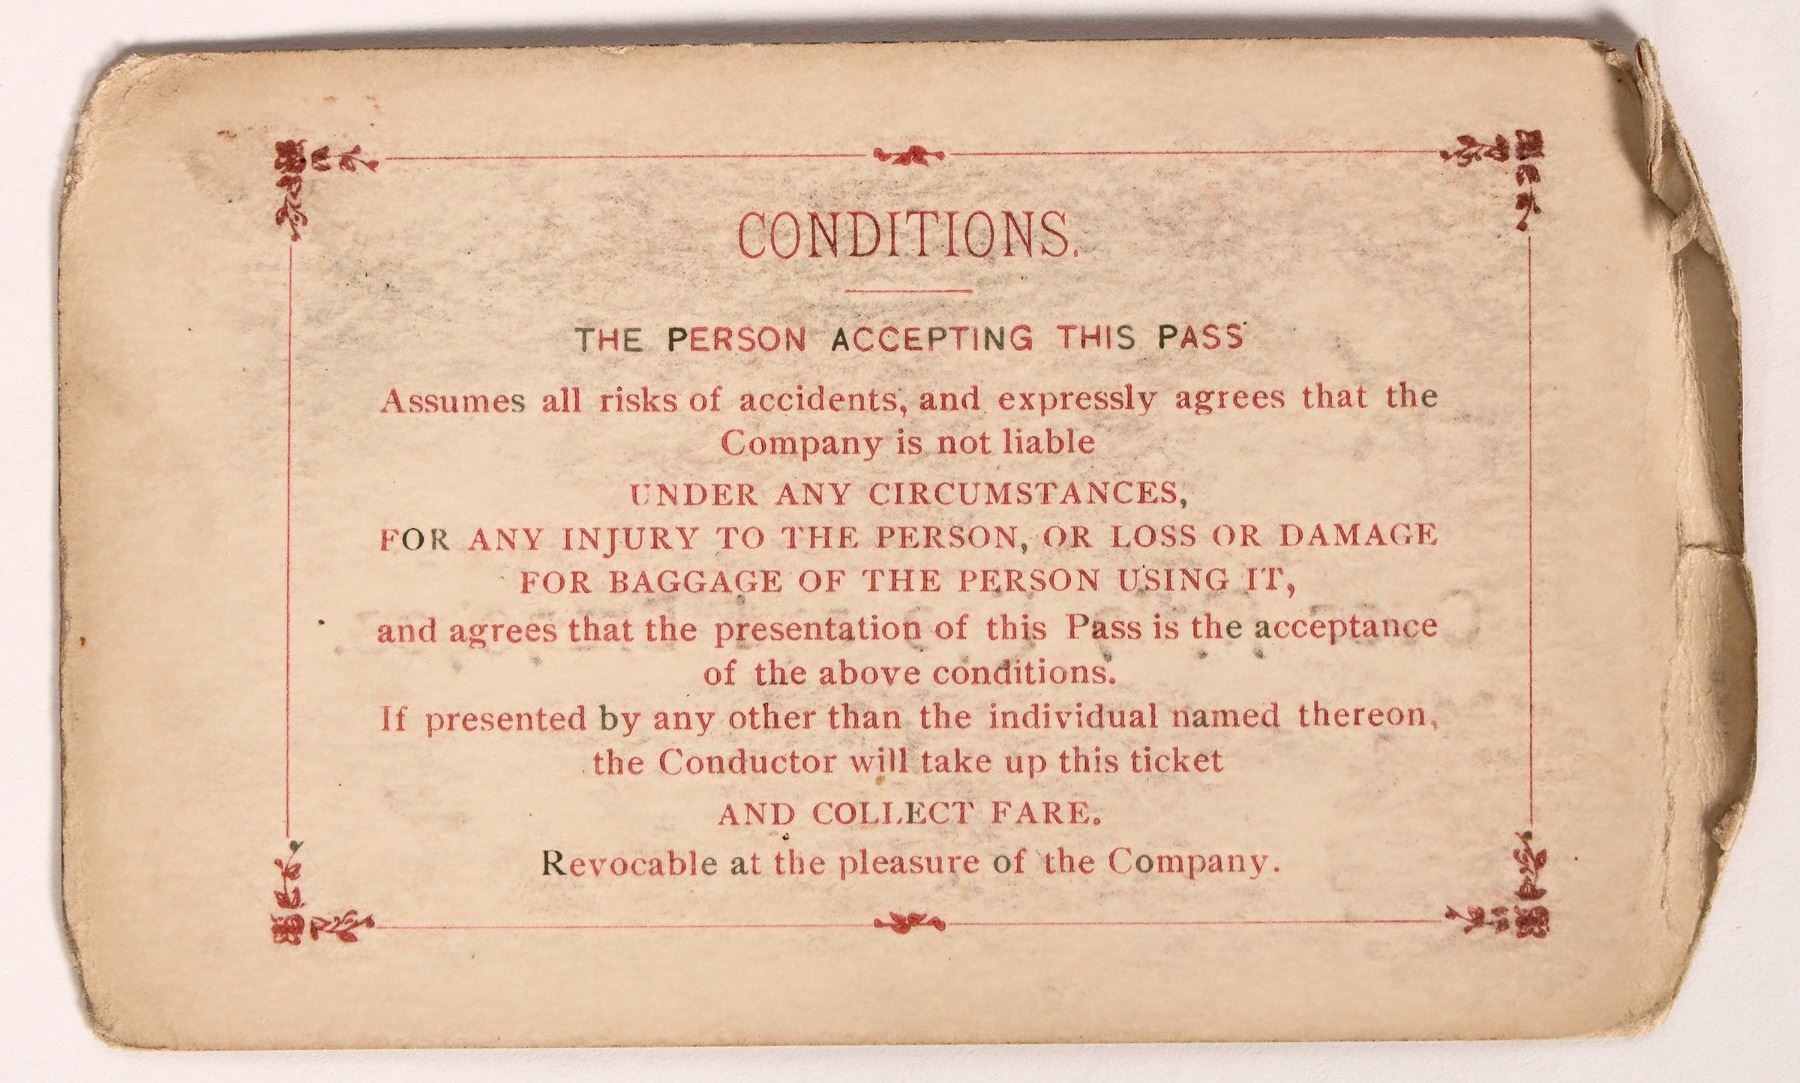 CONDITIONS.
THE PERSON ACCEPTING THIS PASS
Assumes all risks of accidents, and expressly agrees that the
Company is not liable
UNDER ANY CIRCUMSTANCES,
FOR ANY INJURY TO THE PERSON, OR LOSS OR DAMAGE
FOR BAGGAGE OF THE PERSON USING IT,
and agrees that the presentation of this Pass is the acceptance
of the above conditions.
If presented by any other than the individual named thereon,
the Conductor will take up this ticket
AND COLLECT FARE.
Revocable at the pleasure of the Company.